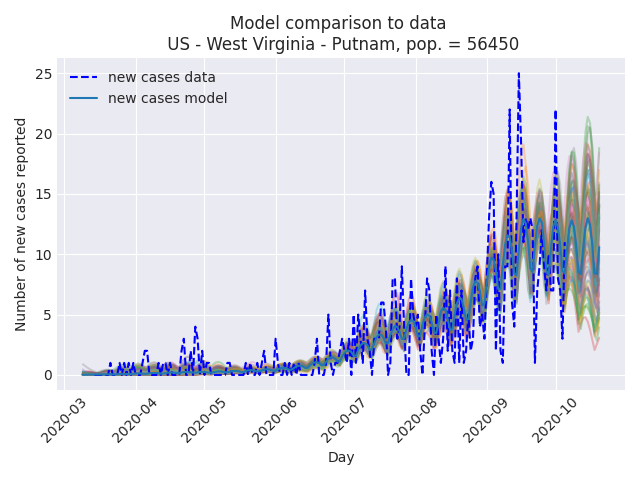 Model comparison to data
US - West Virginia - Putnam, pop. = 56450
new cases data
new cases model
Number of new cases reported
25
20
15
10
5
0
2020-03
2020-04
2020-05
2020-06
2020-07
2020-08
2020-09
2020-10
Day